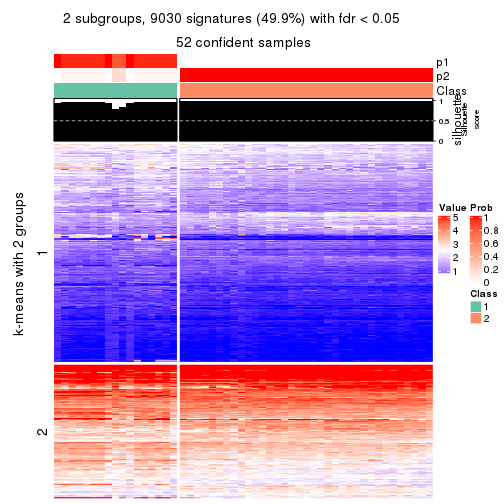 2 subgroups, 9030 signatures (49.9%) with fdr < 0.05
52 confident samples
p1
p2
Class
1
0.5
0
silhouette
Silhouette
score
k-means with 2 groups
1
2
Value
5
4
3
2
1
Prob
1
0.8
0.6
0.4
0.2
0
Class
1
2